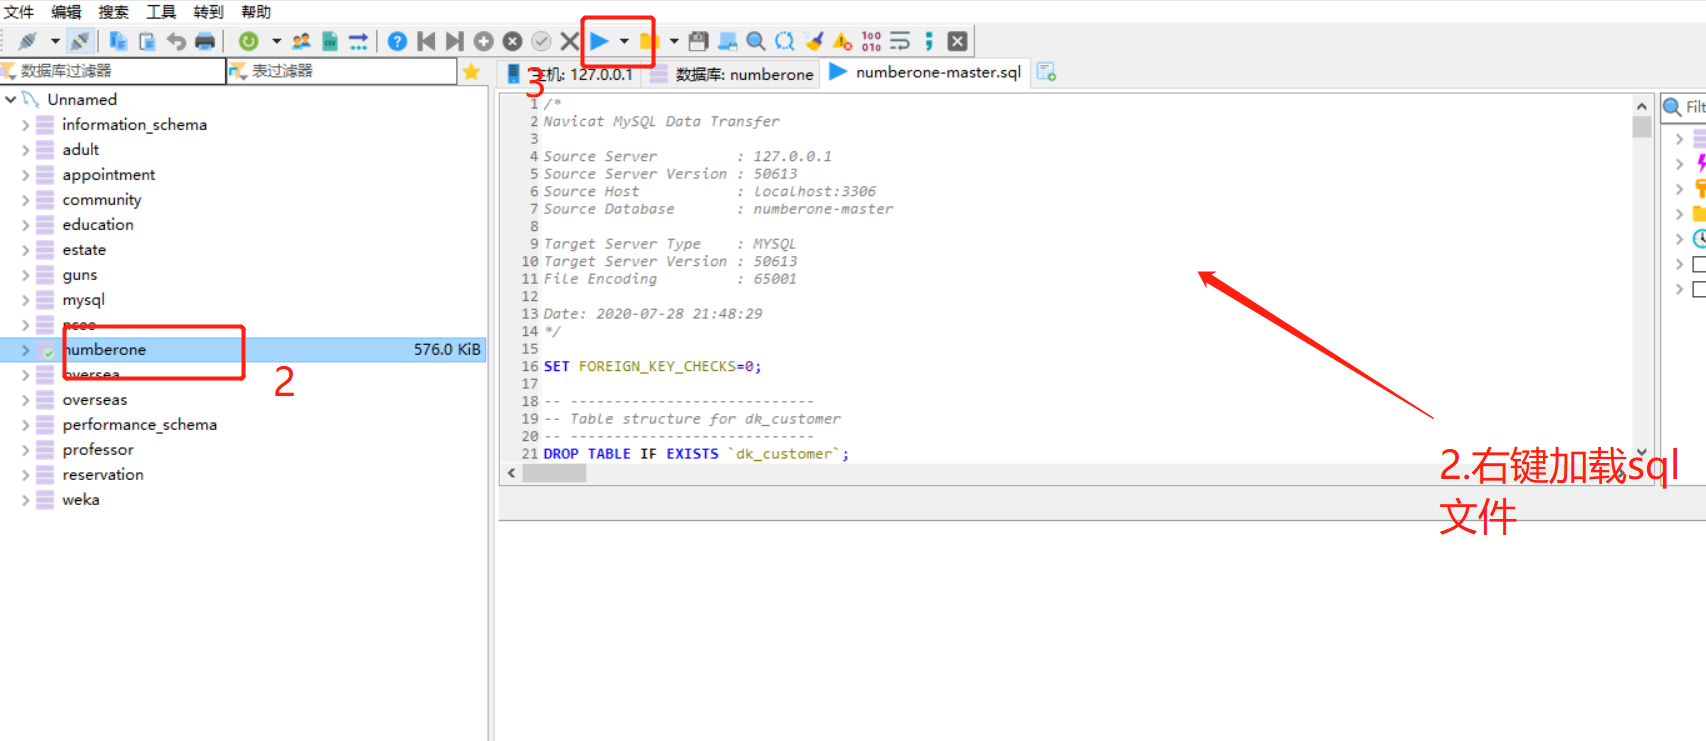 文件 编辑 搜索 工具 转到 帮助
数据库过滤器 表过滤器
主机: 127.0.0.1 数据库: numberone numberone-master.sql
3
Unnamed
information_schema
adult
appointment
community
education
estate
guns
mysql
numberone 576.0 KiB
oversea
overseas
performance_schema
professor
reservation
weka
2
1 /*
2 Navicat MySQL Data Transfer
3
4 Source Server : 127.0.0.1
5 Source Server Version : 50613
6 Source Host : localhost:3306
7 Source Database : numberone-master
8
9 Target Server Type : MYSQL
10 Target Server Version : 50613
11 File Encoding : 65001
12
13 Date: 2020-07-28 21:48:29
14 */
15
16 SET FOREIGN_KEY_CHECKS=0;
17
18 -- ----------------------------
19 -- Table structure for dk_customer
20 -- ----------------------------
21 DROP TABLE IF EXISTS `dk_customer`;
Filt
2.右键加载sql
文件